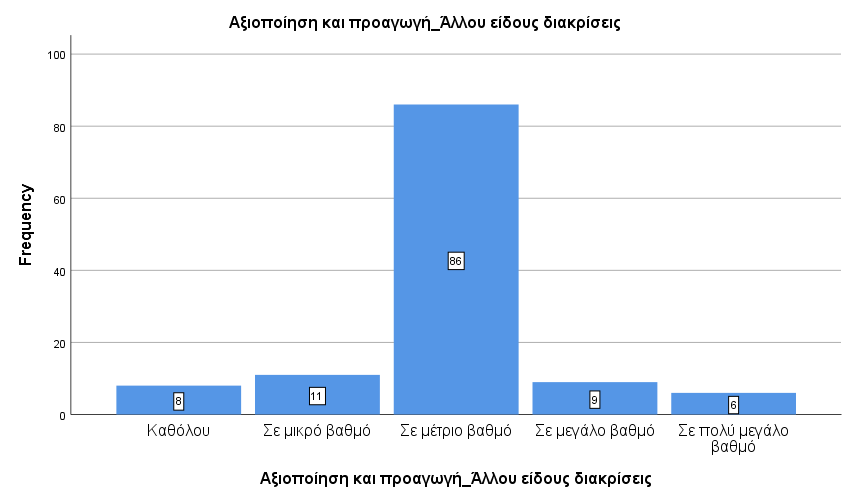 Αξιοποίηση και προαγωγή_Άλλου είδους διακρίσεις
100
80
60
40
20
0
Frequency
8
11
86
9
6
Καθόλου
Σε μικρό βαθμό
Σε μέτριο βαθμό
Σε μεγάλο βαθμό
Σε πολύ μεγάλο
βαθμό
Αξιοποίηση και προαγωγή_Άλλου είδους διακρίσεις